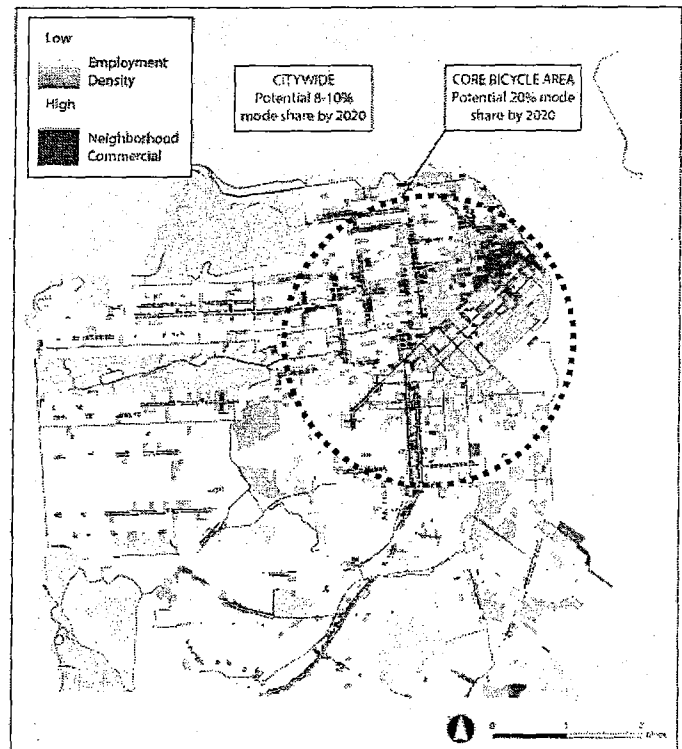 Low
Employment
Density
High
Neighborhood
Commercial
CITYWIDE
Potential 8-10%
mode share by 2020
CORE BICYCLE AREA
Potential 20% mode
share by 2020
0 1 2